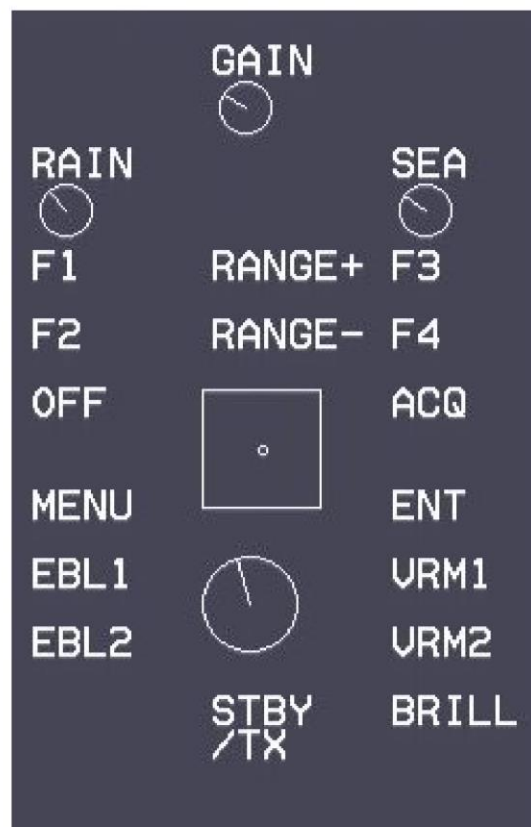 GAIN
RAIN SEA
F1 RANGE+ F3
F2 RANGE- F4
OFF ACQ
MENU ENT
EBL1 VRM1
EBL2 VRM2
STBY BRILL
/TX